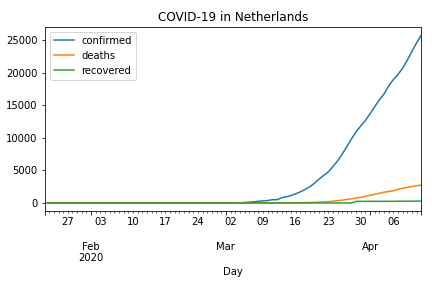 COVID-19 in Netherlands
25000
20000
15000
10000
5000
0
confirmed
deaths
recovered
27 03 10 17 24 02 09 16 23 30 06
Feb Mar Apr
2020
Day